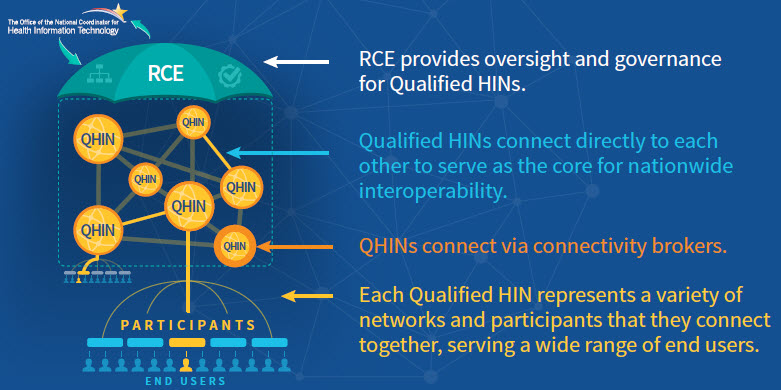 The Office of the National Coordinator for
Health Information Technology
RCE
RCE provides oversight and governance
for Qualified HINs.
QHIN
QHIN
QHIN
QHIN
QHIN
QHIN
QHIN
Qualified HINs connect directly to each
other to serve as the core for nationwide
interoperability.
QHINs connect via connectivity brokers.
Each Qualified HIN represents a variety of
networks and participants that they connect
together, serving a wide range of end users.
PARTICIPANTS
END USERS